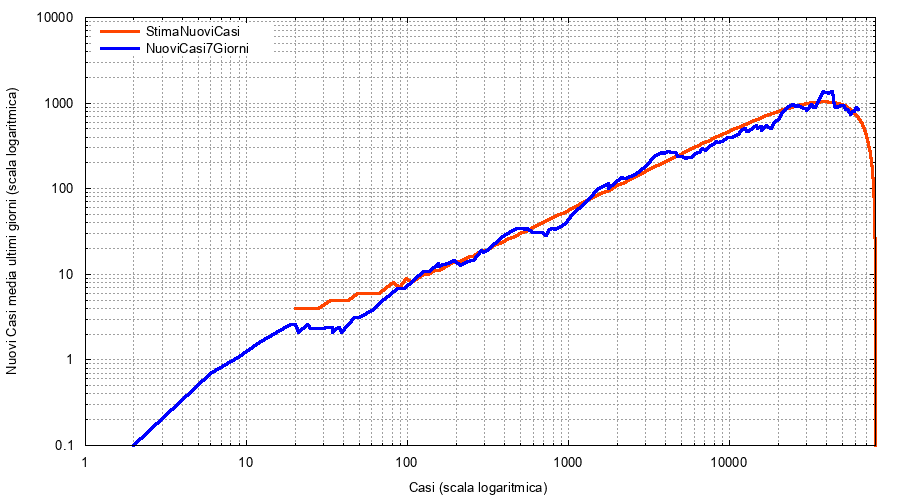 StimaNuoviCasi
NuoviCasi7Giorni
Nuovi Casi media ultimi giorni (scala logaritmica)
10000
1000
100
10
1
0.1
1
10
100
1000
10000
Casi (scala logaritmica)